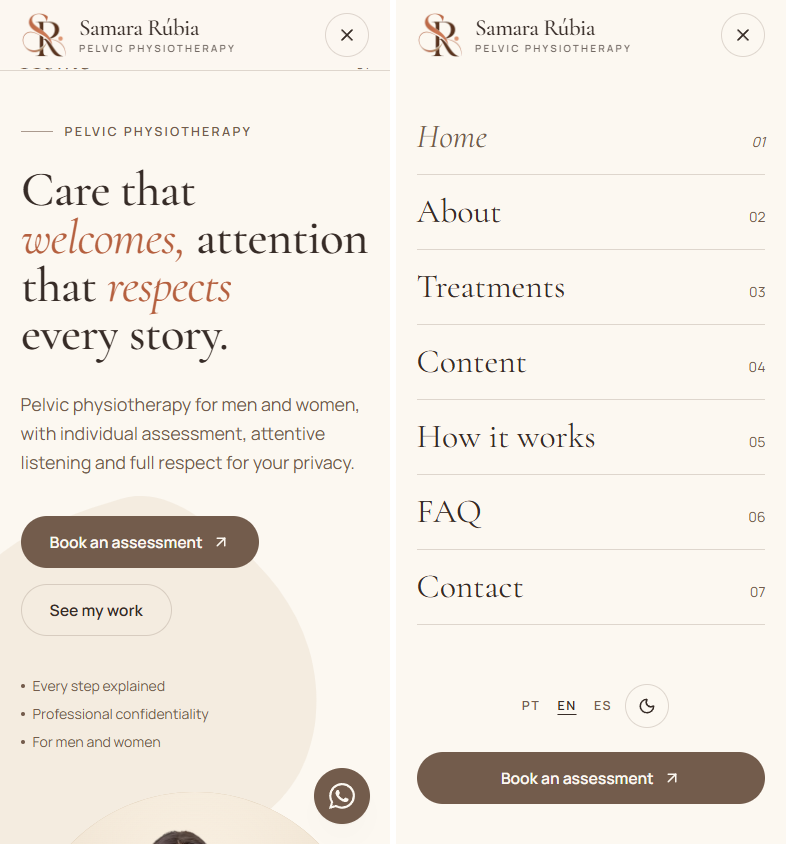 Samara Rúbia
PELVIC PHYSIOTHERAPY
PELVIC PHYSIOTHERAPY
Care that
welcomes, attention
that respects
every story.
Pelvic physiotherapy for men and women,
with individual assessment, attentive
listening and full respect for your privacy.
Book an assessment
See my work
Every step explained
Professional confidentiality
For men and women
Samara Rúbia
PELVIC PHYSIOTHERAPY
Home 01
About 02
Treatments 03
Content 04
How it works 05
FAQ 06
Contact 07
PT EN ES
Book an assessment